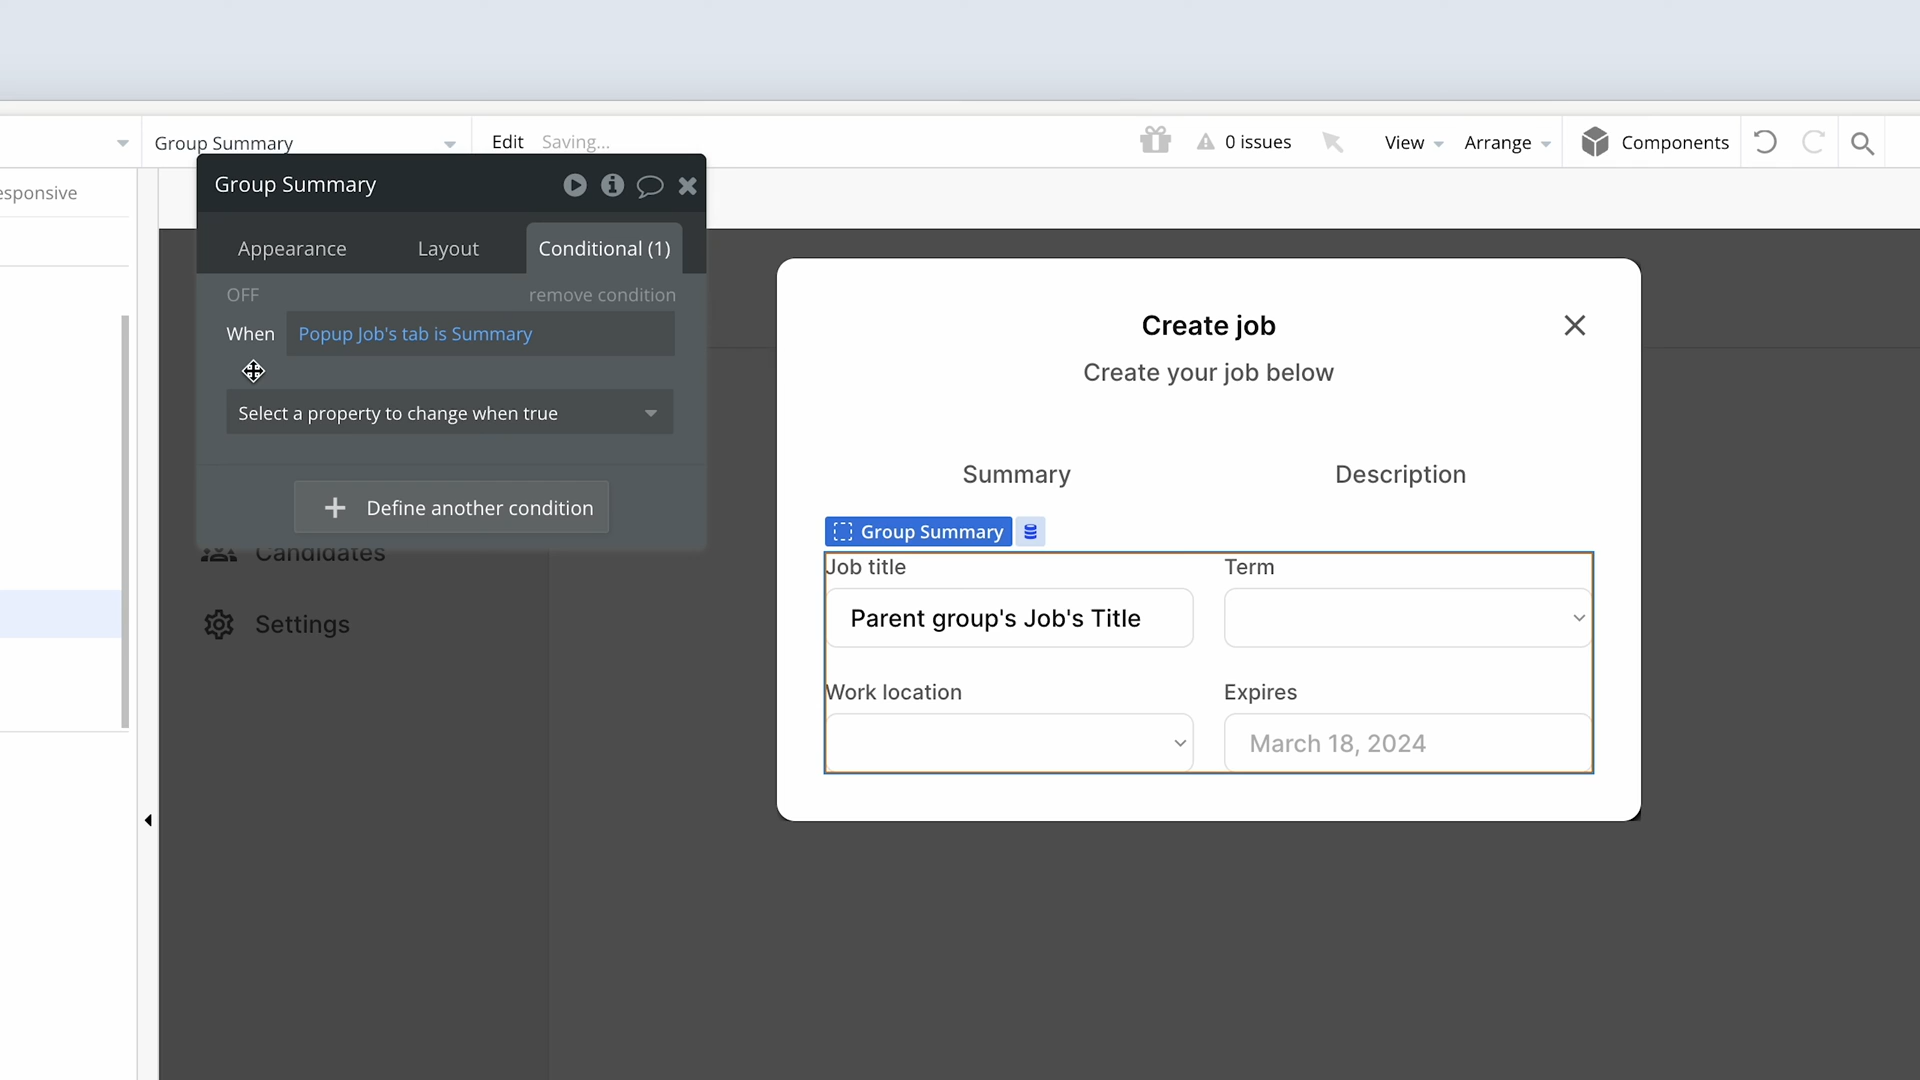 Group Summary
Edit
Saving...
0 issues
View
Arrange
Components
esponsive
Group Summary
Appearance
Layout
Conditional (1)
OFF
remove condition
When
Popup Job's tab is Summary
Select a property to change when true
Define another condition
Candidates
Settings
Create job
Create your job below
Summary
Description
Group Summary
Job title
Term
Parent group's Job's Title
Work location
Expires
March 18, 2024